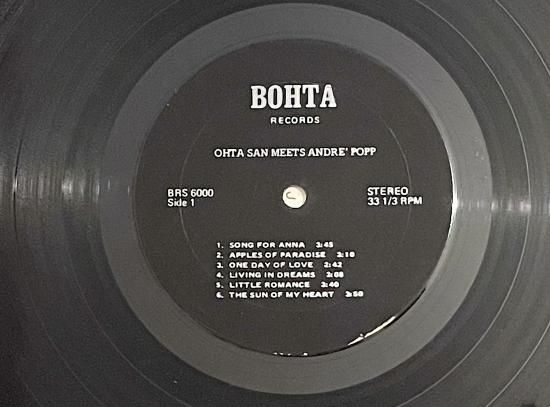 BOHTA
RECORDS
OHTA SAN MEETS ANDRE' POPP
BRS 6000
Side 1
STEREO
33 1/3 RPM
1. SONG FOR ANNA 3:45
2. APPLES OF PARADISE 3:10
3. ONE DAY OF LOVE 2:42
4. LIVING IN DREAMS 3:08
5. LITTLE ROMANCE 3:40
6. THE SUN OF MY HEART 3:50